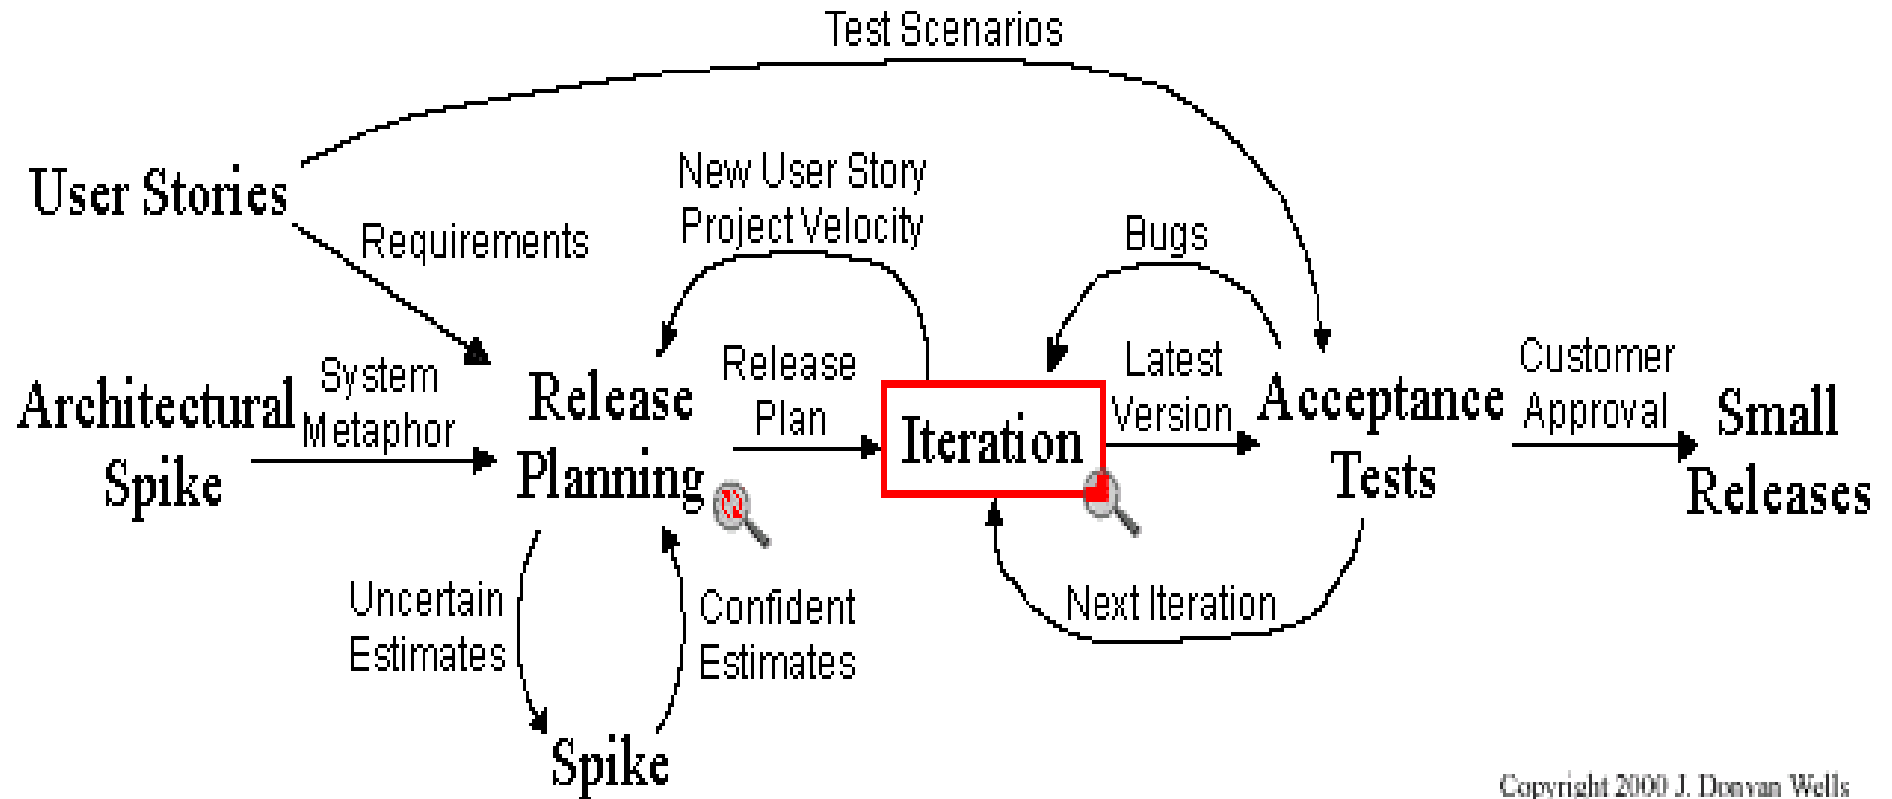 Test Scenarios
User Stories
New User Story
Project Velocity
Requirements
Bugs
System
Metaphor
Release
Plan
Latest
Version
Customer
Approval
Architectural
Spike
Release
Planning
Iteration
Acceptance
Tests
Small
Releases
Uncertain
Estimates
Confident
Estimates
Next Iteration
Spike
Copyright 2000 J. Donvan Wells